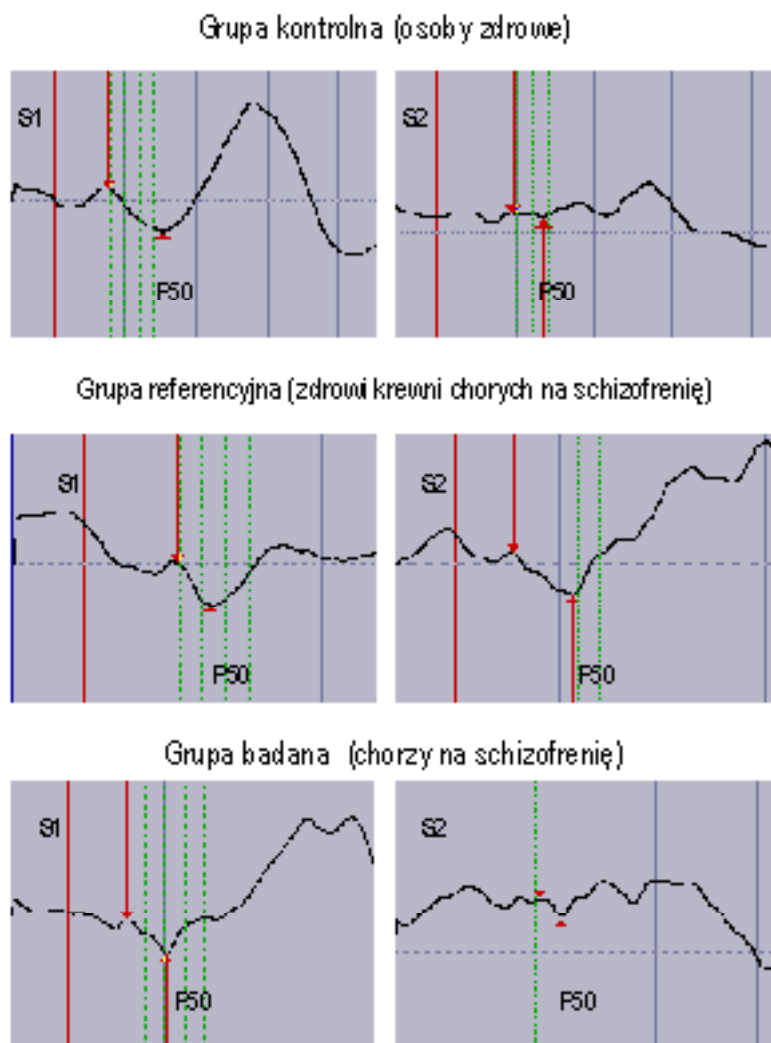 Grupa kontrolna (osoby zdrowe)
S1
S2
P50
P50
Grupa referencyjna (zdrowi krewni chorych na schizofrenię)
S1
S2
P50
P50
Grupa badana (chorzy na schizofrenię)
S1
S2
P50
P50